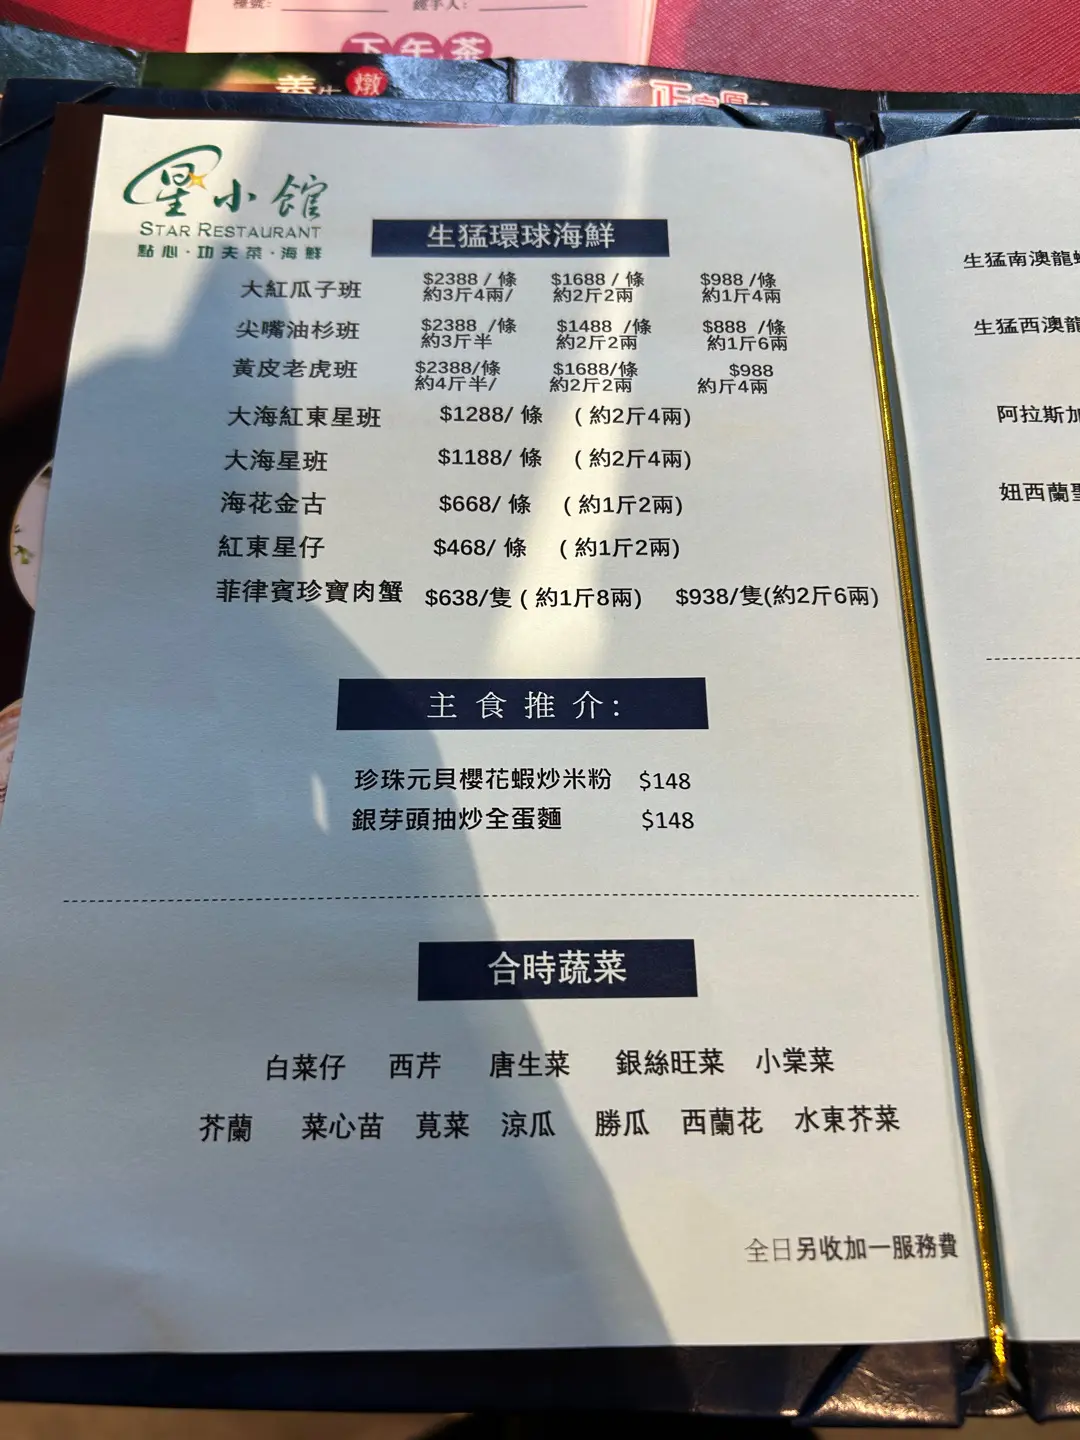 檯號:
經手人:
下午茶
養生燉
星小館
STAR RESTAURANT
點心·功夫菜·海鮮
生猛環球海鮮
大紅瓜子班 $2388 / 條 $1688 / 條 $988 /條
約3斤4兩/ 約2斤2兩 約1斤4兩
尖嘴油杉班 $2388 /條 $1488 /條 $888 /條
約3斤半 約2斤2兩 約1斤6兩
黃皮老虎班 $2388/條 $1688/條 $988
約4斤半/ 約2斤2兩 約斤4兩
大海紅東星班 $1288/ 條 ( 約2斤4兩)
大海星班 $1188/ 條 ( 約2斤4兩)
海花金古 $668/ 條 ( 約1斤2兩)
紅東星仔 $468/ 條 ( 約1斤2兩)
菲律賓珍寶肉蟹 $638/隻 ( 約1斤8兩) $938/隻(約2斤6兩)
主食推介:
珍珠元貝櫻花蝦炒米粉 $148
銀芽頭抽炒全蛋麵 $148
合時蔬菜
白菜仔 西芹 唐生菜 銀絲旺菜 小棠菜
芥蘭 菜心苗 莧菜 涼瓜 勝瓜 西蘭花 水東芥菜
全日另收加一服務費
生猛南澳龍
生猛西澳龍
阿拉斯加
妞西蘭